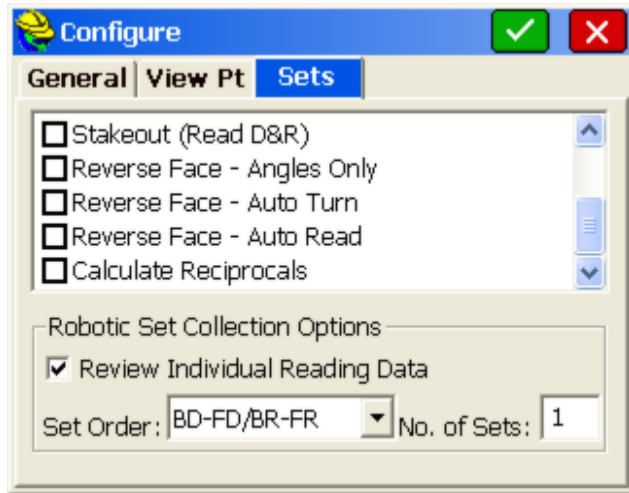 Configure
General View Pt Sets
Stakeout (Read D&R)
Reverse Face - Angles Only
Reverse Face - Auto Turn
Reverse Face - Auto Read
Calculate Reciprocals
Robotic Set Collection Options
Review Individual Reading Data
Set Order: BD-FD/BR-FR No. of Sets: 1